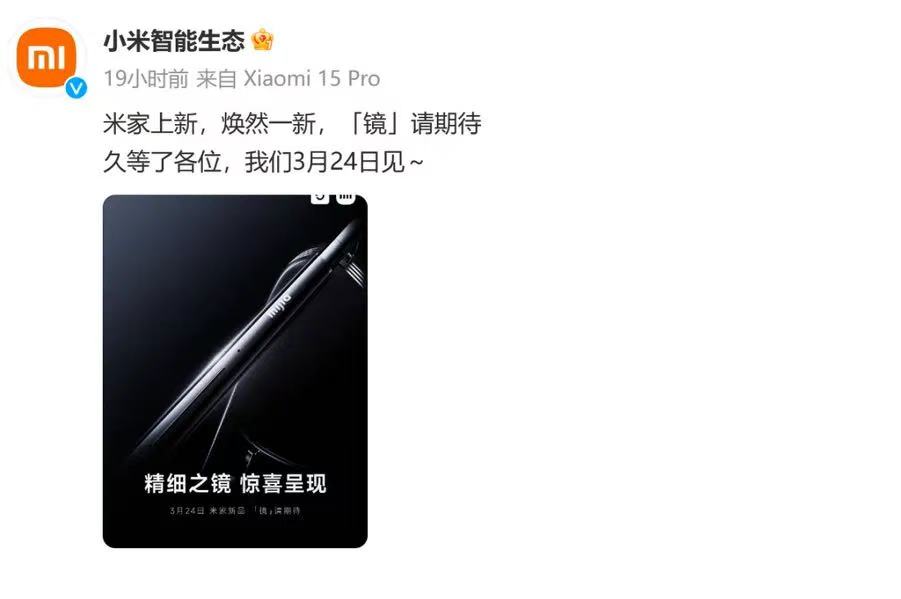 小米智能生态
19小时前 来自 Xiaomi 15 Pro
米家上新，焕然一新，「镜」请期待
久等了各位，我们3月24日见～
mijia
精细之镜 惊喜呈现
3月24日 米家新品 「镜」请期待